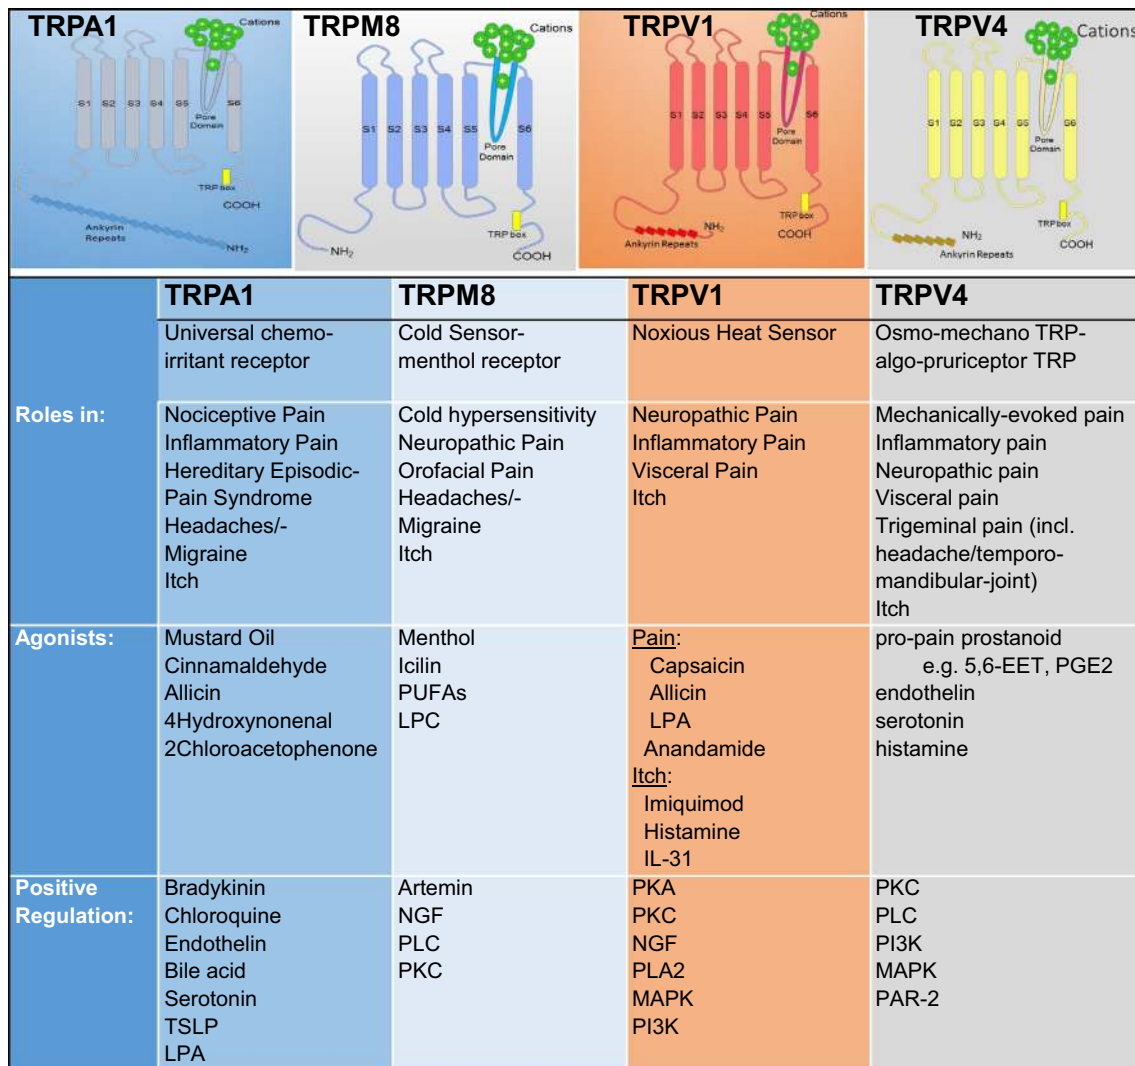 TRPA1
Cations
S1 S2 S3 S4 S5 S6
Pore
Domain
TRP box
COOH
Ankyrin
Repeats
NH2
TRPM8
Cations
S1 S2 S3 S4 S5 S6
Pore
Domain
TRP box
NH2
COOH
TRPV1
Cations
S1 S2 S3 S4 S5 S6
Pore
Domain
TRP box
NH2
COOH
Ankyrin Repeats
TRPV4
Cations
S1 S2 S3 S4 S5 S6
Pore
Domain
TRP box
NH2
COOH
Ankyrin Repeats
TRPA1 TRPM8 TRPV1 TRPV4
Universal chemo- Cold Sensor- Noxious Heat Sensor Osmo-mechano TRP-
irritant receptor menthol receptor algo-pruriceptor TRP
Roles in: Nociceptive Pain Cold hypersensitivity Neuropathic Pain Mechanically-evoked pain
Inflammatory Pain Neuropathic Pain Inflammatory Pain Inflammatory pain
Hereditary Episodic- Orofacial Pain Visceral Pain Neuropathic pain
Pain Syndrome Headaches/- Itch Visceral pain
Headaches/- Migraine Trigeminal pain (incl.
Migraine Itch headache/temporo-
Itch mandibular-joint)
Itch
Agonists: Mustard Oil Menthol Pain: pro-pain prostanoid
Cinnamaldehyde Icilin Capsaicin e.g. 5,6-EET, PGE2
Allicin PUFAs Allicin endothelin
4Hydroxynonenal LPC LPA serotonin
2Chloroacetophenone Anandamide histamine
Itch:
Imiquimod
Histamine
IL-31
Positive Bradykinin Artemin PKA PKC
Regulation: Chloroquine NGF PKC PLC
Endothelin PLC NGF PI3K
Bile acid PKC PLA2 MAPK
Serotonin MAPK PAR-2
TSLP PI3K
LPA